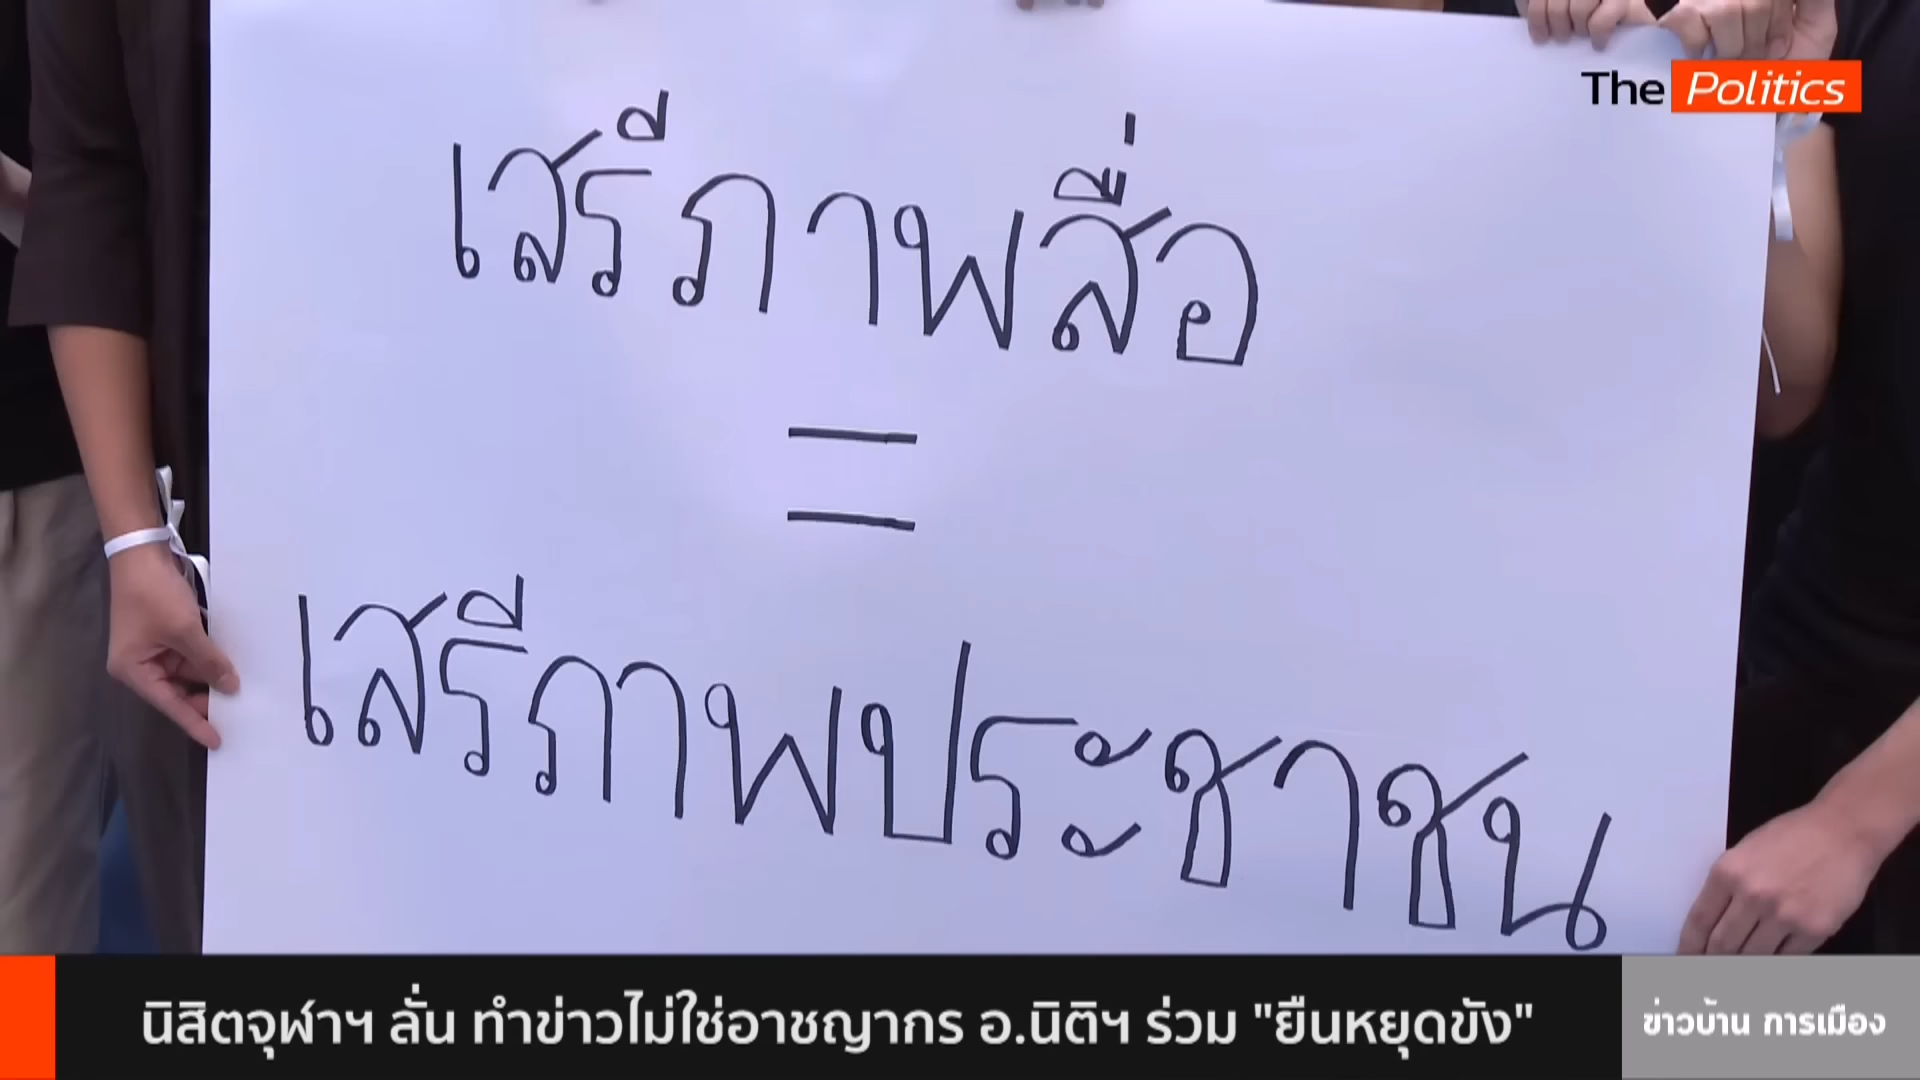 The Politics
เสรีภาพสื่อ
=
เสรีภาพประชาชน
นิสิตจุฬาฯ ลั่น ทำข่าวไม่ใช่อาชญากร อ.นิติฯ ร่วม "ยืนหยุดขัง"
ข่าวบ้าน การเมือง